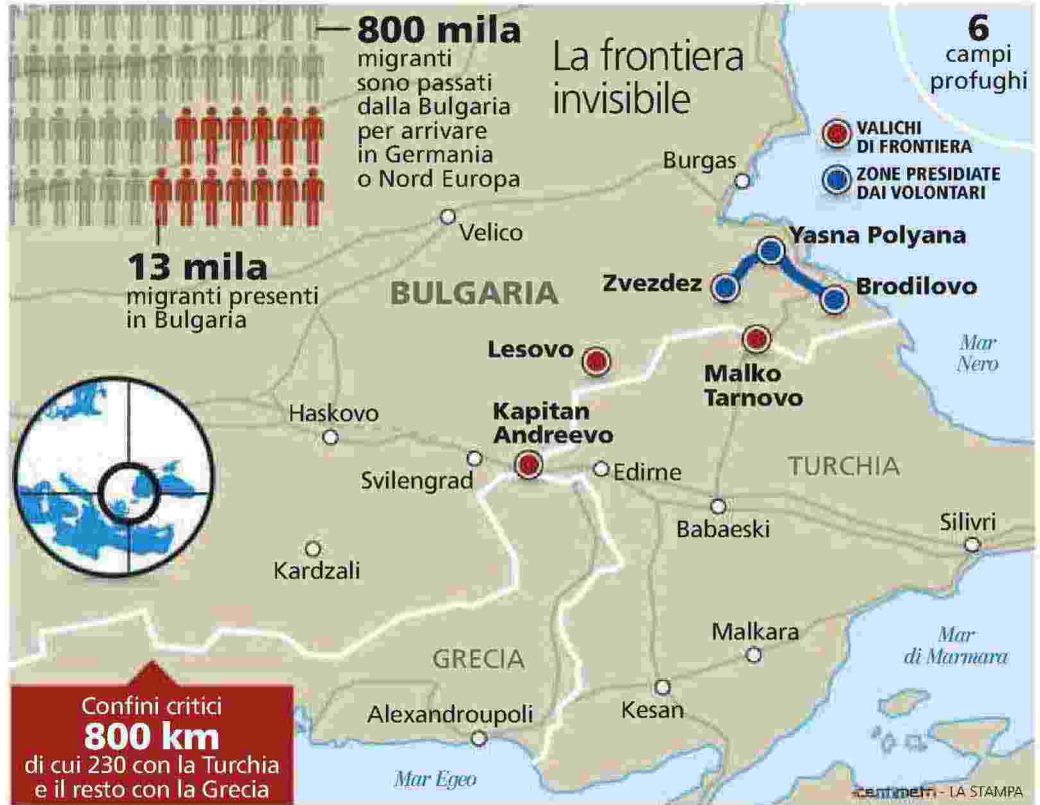 800 mila
migranti
sono passati
dalla Bulgaria
per arrivare
in Germania
o Nord Europa
La frontiera
invisibile
6
campi
profughi
VALICHI
DI FRONTIERA
ZONE PRESIDIATE
DAI VOLONTARI
Burgas
Velico
13 mila
migranti presenti
in Bulgaria
BULGARIA
Yasna Polyana
Zvezdez
Brodilovo
Lesovo
Malko
Tarnovo
Mar
Nero
Haskovo
Kapitan
Andreevo
Svilengrad
Edirne
TURCHIA
Babaeski
Silivri
Kardzali
GRECIA
Malkara
Mar
di Marmara
Kesan
Alexandroupoli
Mar Egeo
Confini critici
800 km
di cui 230 con la Turchia
e il resto con la Grecia
centimetri - LA STAMPA